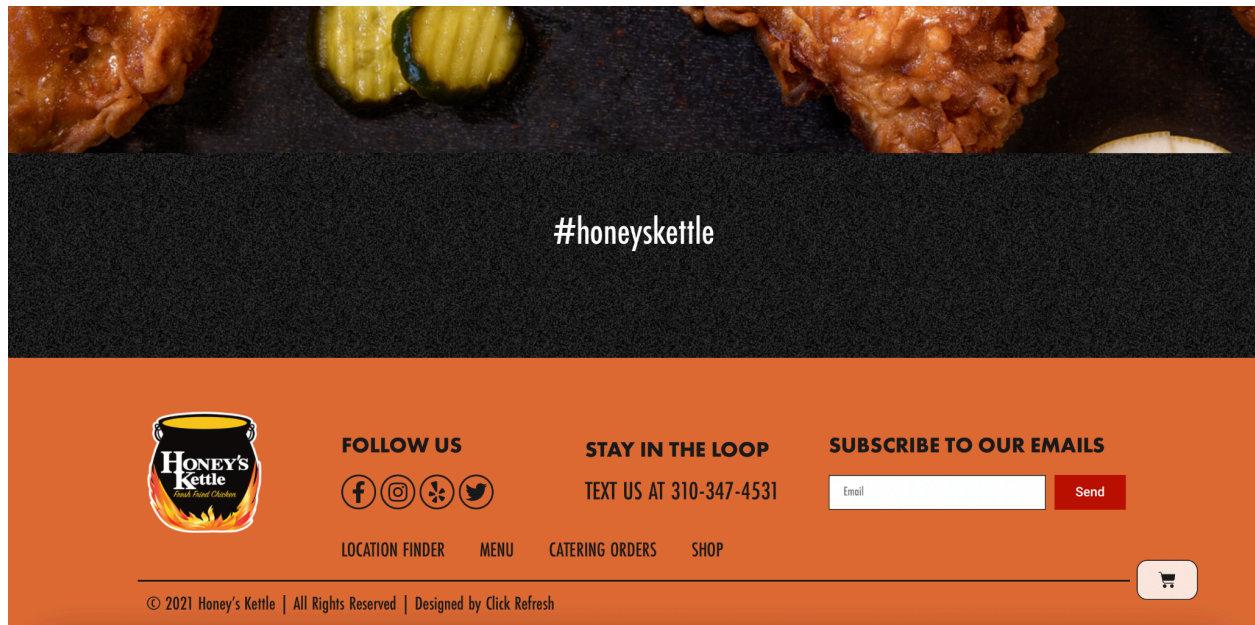 #honeyskettle
HONEY'S
Kettle
Fresh Fried Chicken
FOLLOW US
STAY IN THE LOOP
TEXT US AT 310-347-4531
SUBSCRIBE TO OUR EMAILS
Email
Send
LOCATION FINDER MENU CATERING ORDERS SHOP
© 2021 Honey's Kettle | All Rights Reserved | Designed by Click Refresh